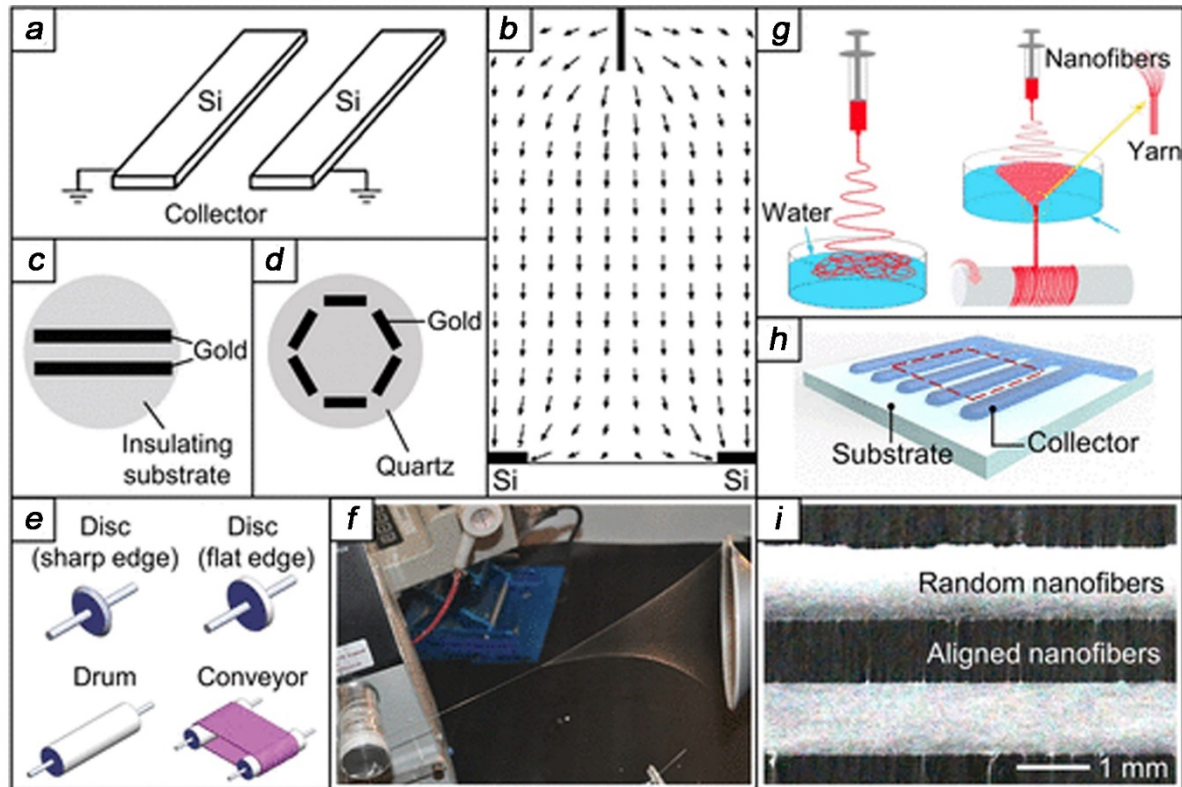 a
Si
Si
Collector
b
Si
Si
c
Gold
Insulating
substrate
d
Gold
Quartz
e
Disc
(sharp edge)
Disc
(flat edge)
Drum
Conveyor
f
g
Nanofibers
Yarn
Water
h
Substrate
Collector
i
Random nanofibers
Aligned nanofibers
1 mm